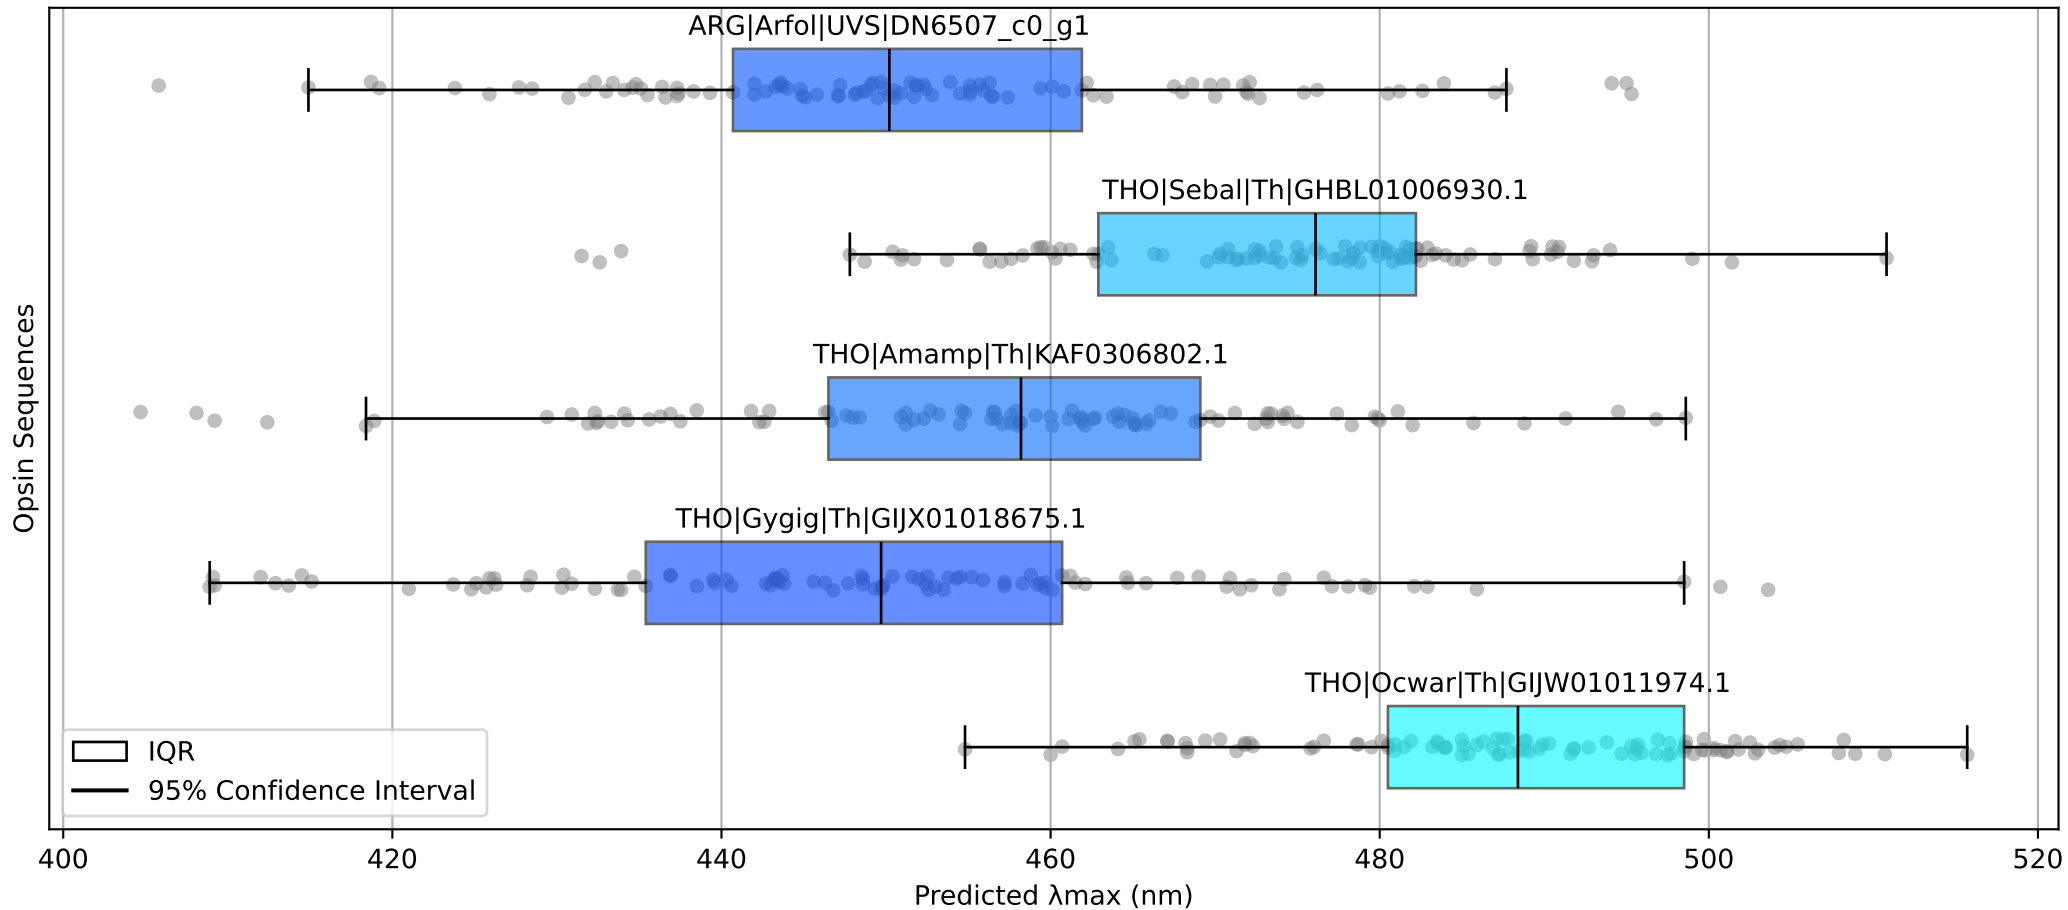 ARG|Arfol|UVS|DN6507_c0_g1
THO|Sebal|Th|GHBL01006930.1
THO|Amamp|Th|KAF0306802.1
THO|Gygig|Th|GIJX01018675.1
THO|Ocwar|Th|GIJW01011974.1
Opsin Sequences
IQR
95% Confidence Interval
400 420 440 460 480 500 520
Predicted λmax (nm)